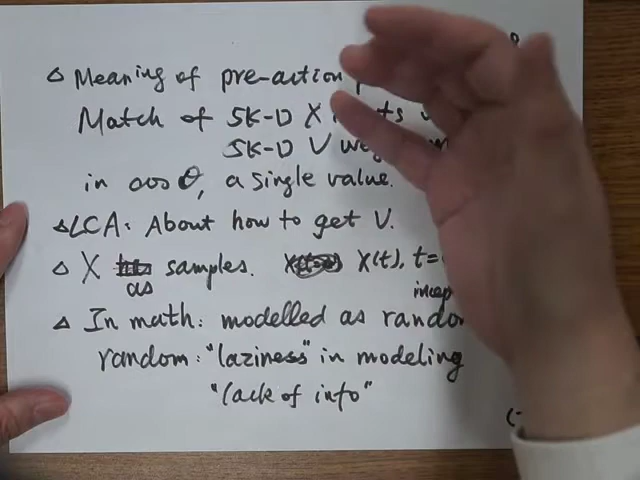 △ Meaning of pre-action
Match of 5K-D X
5K-D V
in cos θ, a single value.
△ LCA: About how to get V.
△ X as samples. X(t), t=
△ In math: modelled as random
random: "laziness" in modeling
"lack of info"